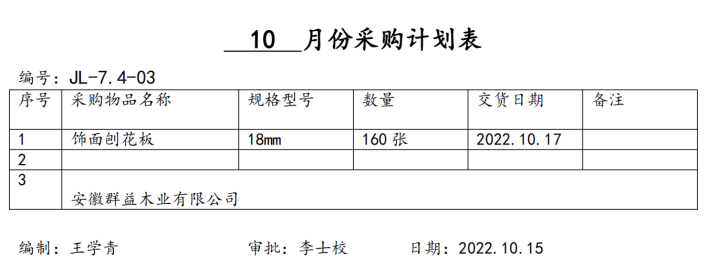 10 月份采购计划表
编号：JL-7.4-03
序号 采购物品名称 规格型号 数量 交货日期 备注
1 饰面刨花板 18mm 160 张 2022.10.17
2
3
安徽群益木业有限公司
编制：王学青 审批：李士校 日期：2022.10.15